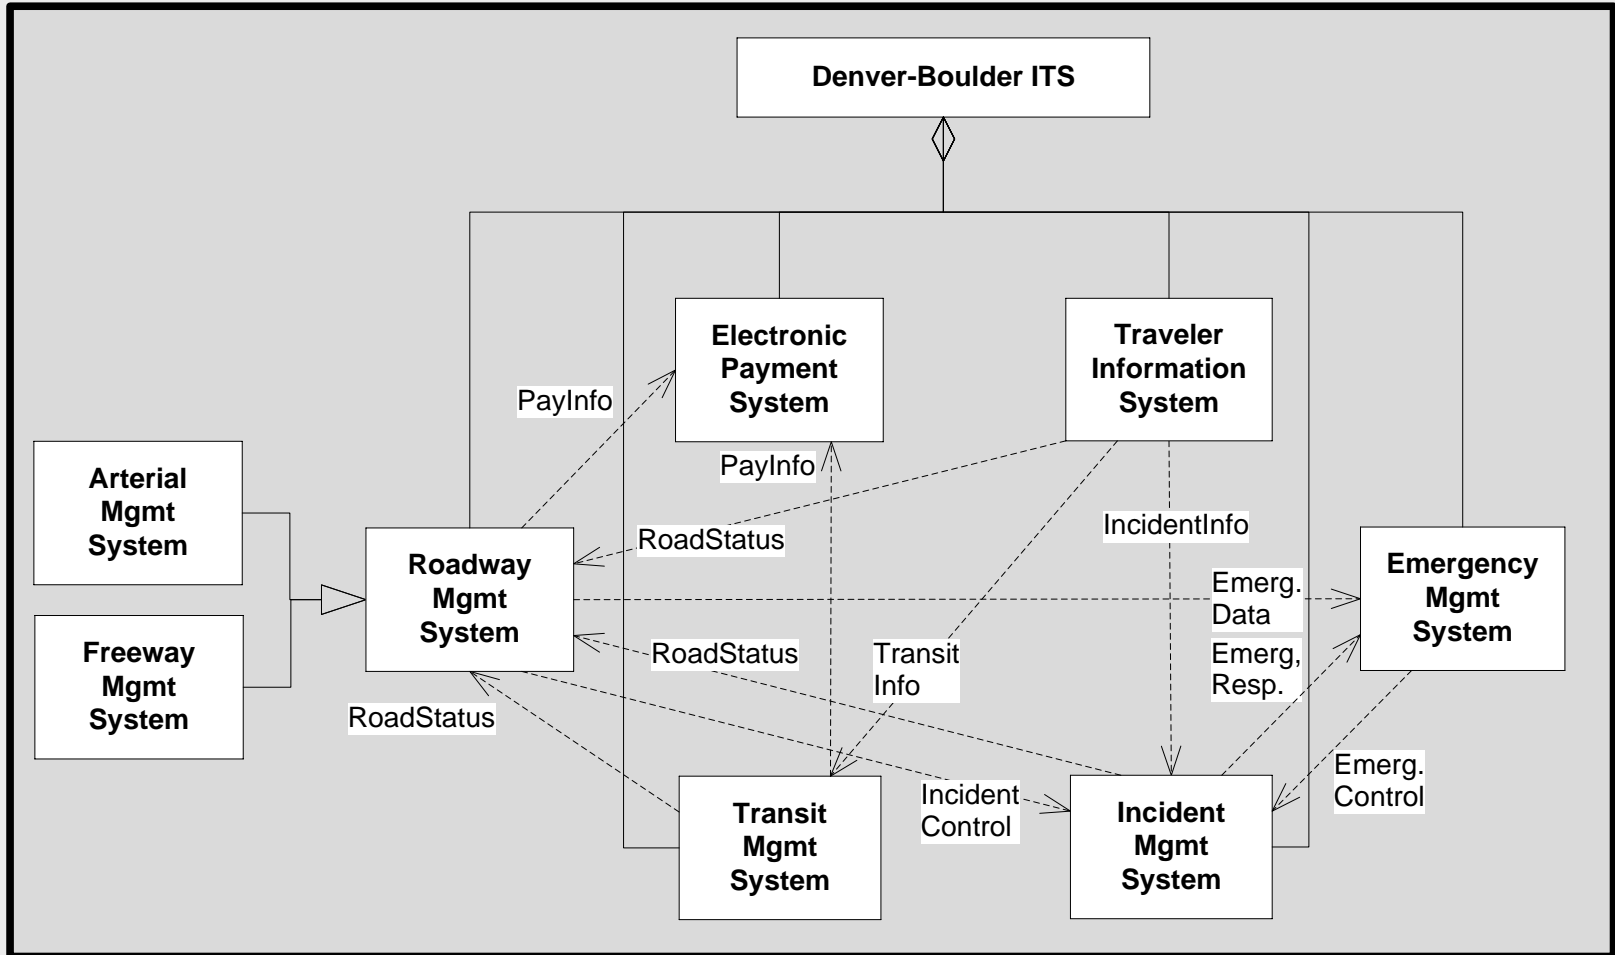 Denver-Boulder ITS
Electronic
Payment
System
Traveler
Information
System
PayInfo
PayInfo
Arterial
Mgmt
System
RoadStatus
IncidentInfo
Roadway
Mgmt
System
Emergency
Mgmt
System
Emerg.
Data
Freeway
Mgmt
System
RoadStatus
Transit
Info
Emerg,
Resp.
RoadStatus
Emerg.
Control
Incident
Control
Transit
Mgmt
System
Incident
Mgmt
System